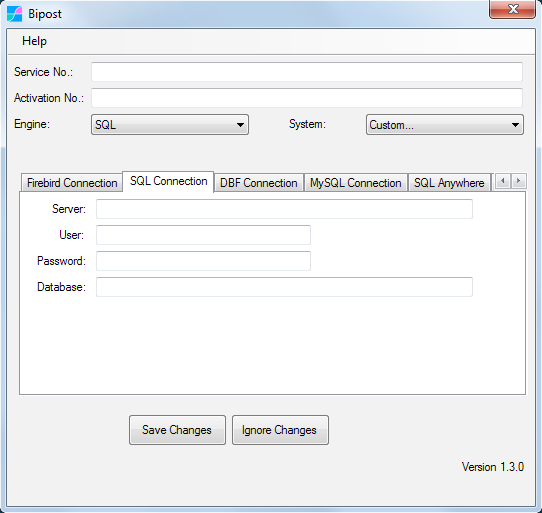 Bipost
Help
Service No.:
Activation No.:
Engine: SQL System: Custom...
Firebird Connection SQL Connection DBF Connection MySQL Connection SQL Anywhere
Server:
User:
Password:
Database:
Save Changes Ignore Changes
Version 1.3.0